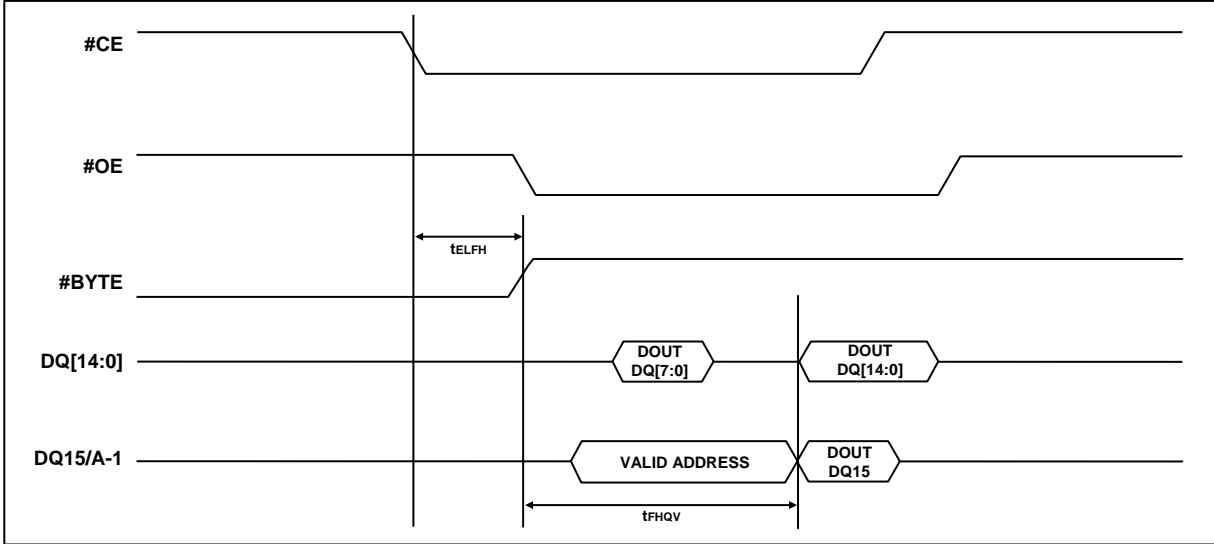 #CE
#OE
tELFH
#BYTE
DQ[14:0]
DOUT
DQ[7:0]
DOUT
DQ[14:0]
DQ15/A-1
VALID ADDRESS
DOUT
DQ15
tFHQV